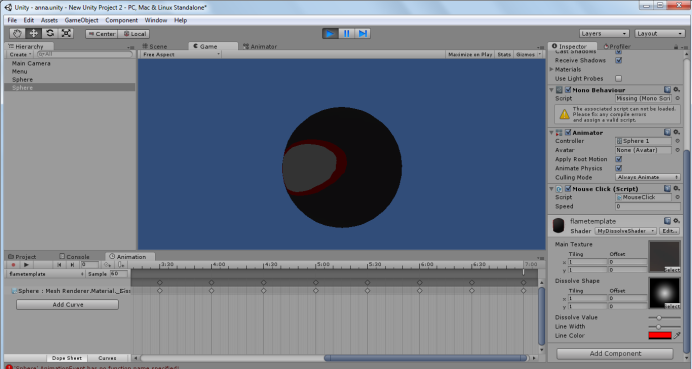 Unity - anna.unity - New Unity Project 2 - PC, Mac & Linux Standalone*
File Edit Assets GameObject Component Window Help
Center Local Layers Layout
Hierarchy Scene Game Animator Inspector Profiler
Create All Free Aspect Maximize on Play Stats Gizmos
Main Camera
Menu
Sphere
Sphere
Cast Shadows
Receive Shadows
Materials
Use Light Probes
Mono Behaviour
Script Missing (Mono Scri
The associated script can not be loaded.
Please fix any compile errors
and assign a valid script.
Animator
Controller Sphere 1
Avatar None (Avatar)
Apply Root Motion
Animate Physics
Culling Mode Always Animate
Mouse Click (Script)
Script MouseClick
Speed 0
flametemplate
Shader MyDissolveShader Edit...
Main Texture
Tiling Offset
x 1 0
y 1 0
Select
Dissolve Shape
Tiling Offset
x 1 0
y 1 0
Select
Dissolve Value
Line Width
Line Color
Add Component
Project Console Animation
0 3:30 4:00 4:30 5:00 5:30 6:00 6:30 7:00
flametemplate Sample 60
Sphere : Mesh Renderer.Material._Diss
Add Curve
Dope Sheet Curves
'Sphere' AnimationEvent has no function name specified!